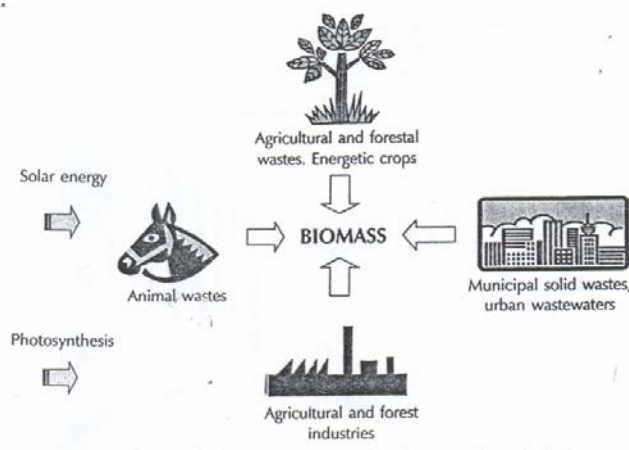 Agricultural and forestal
wastes. Energetic crops
Solar energy
BIOMASS
Animal wastes
Municipal solid wastes,
urban wastewaters
Photosynthesis
Agricultural and forest
industries